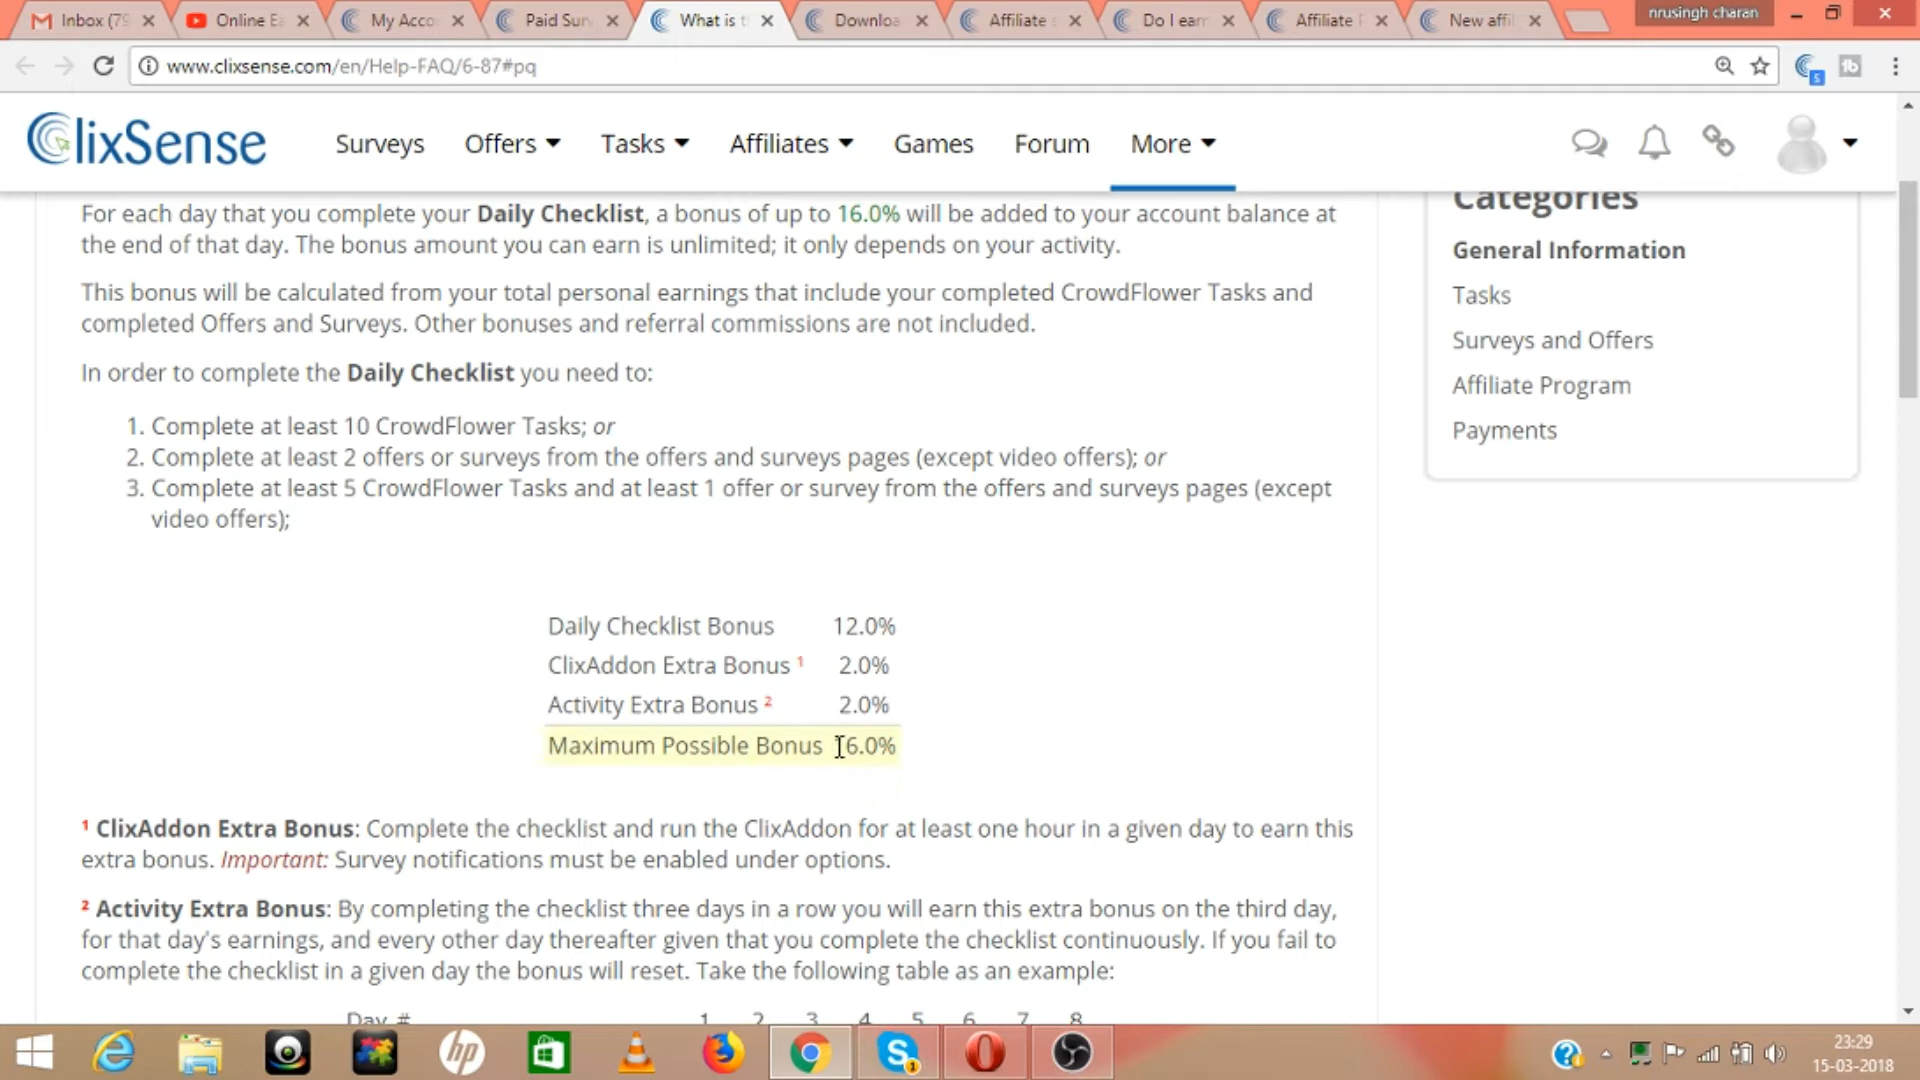 Inbox (79
Online Ea
My Acco
Paid Surv
What is t
Downloa
Affiliate s
Do I earn
Affiliate P
New affil
nrusingh charan
www.clixsense.com/en/Help-FAQ/6-87#pq
5
ClixSense
Surveys
Offers
Tasks
Affiliates
Games
Forum
More
For each day that you complete your Daily Checklist, a bonus of up to 16.0% will be added to your account balance at
the end of that day. The bonus amount you can earn is unlimited; it only depends on your activity.
This bonus will be calculated from your total personal earnings that include your completed CrowdFlower Tasks and
completed Offers and Surveys. Other bonuses and referral commissions are not included.
In order to complete the Daily Checklist you need to:
1. Complete at least 10 CrowdFlower Tasks; or
2. Complete at least 2 offers or surveys from the offers and surveys pages (except video offers); or
3. Complete at least 5 CrowdFlower Tasks and at least 1 offer or survey from the offers and surveys pages (except
video offers);
Daily Checklist Bonus 12.0%
ClixAddon Extra Bonus ¹ 2.0%
Activity Extra Bonus ² 2.0%
Maximum Possible Bonus 16.0%
¹ ClixAddon Extra Bonus: Complete the checklist and run the ClixAddon for at least one hour in a given day to earn this
extra bonus. Important: Survey notifications must be enabled under options.
² Activity Extra Bonus: By completing the checklist three days in a row you will earn this extra bonus on the third day,
for that day's earnings, and every other day thereafter given that you complete the checklist continuously. If you fail to
complete the checklist in a given day the bonus will reset. Take the following table as an example:
Day # 1 2 3 4 5 6 7 8
Categories
General Information
Tasks
Surveys and Offers
Affiliate Program
Payments
hp
1
23:29
15-03-2018